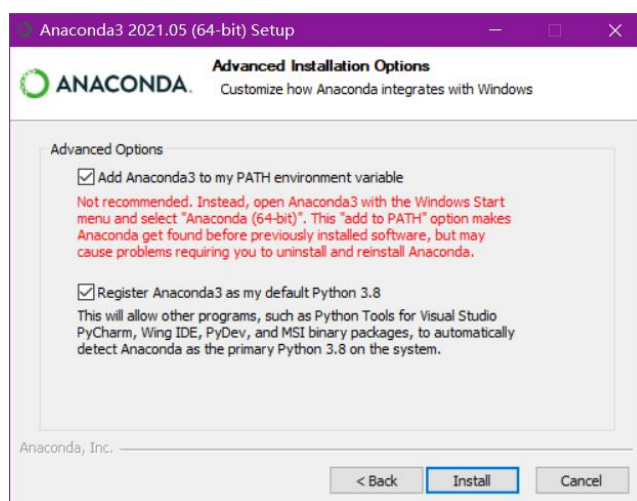 Anaconda3 2021.05 (64-bit) Setup
ANACONDA.
Advanced Installation Options
Customize how Anaconda integrates with Windows
Advanced Options
Add Anaconda3 to my PATH environment variable
Not recommended. Instead, open Anaconda3 with the Windows Start
menu and select "Anaconda (64-bit)". This "add to PATH" option makes
Anaconda get found before previously installed software, but may
cause problems requiring you to uninstall and reinstall Anaconda.
Register Anaconda3 as my default Python 3.8
This will allow other programs, such as Python Tools for Visual Studio
PyCharm, Wing IDE, PyDev, and MSI binary packages, to automatically
detect Anaconda as the primary Python 3.8 on the system.
Anaconda, Inc.
< Back Install Cancel